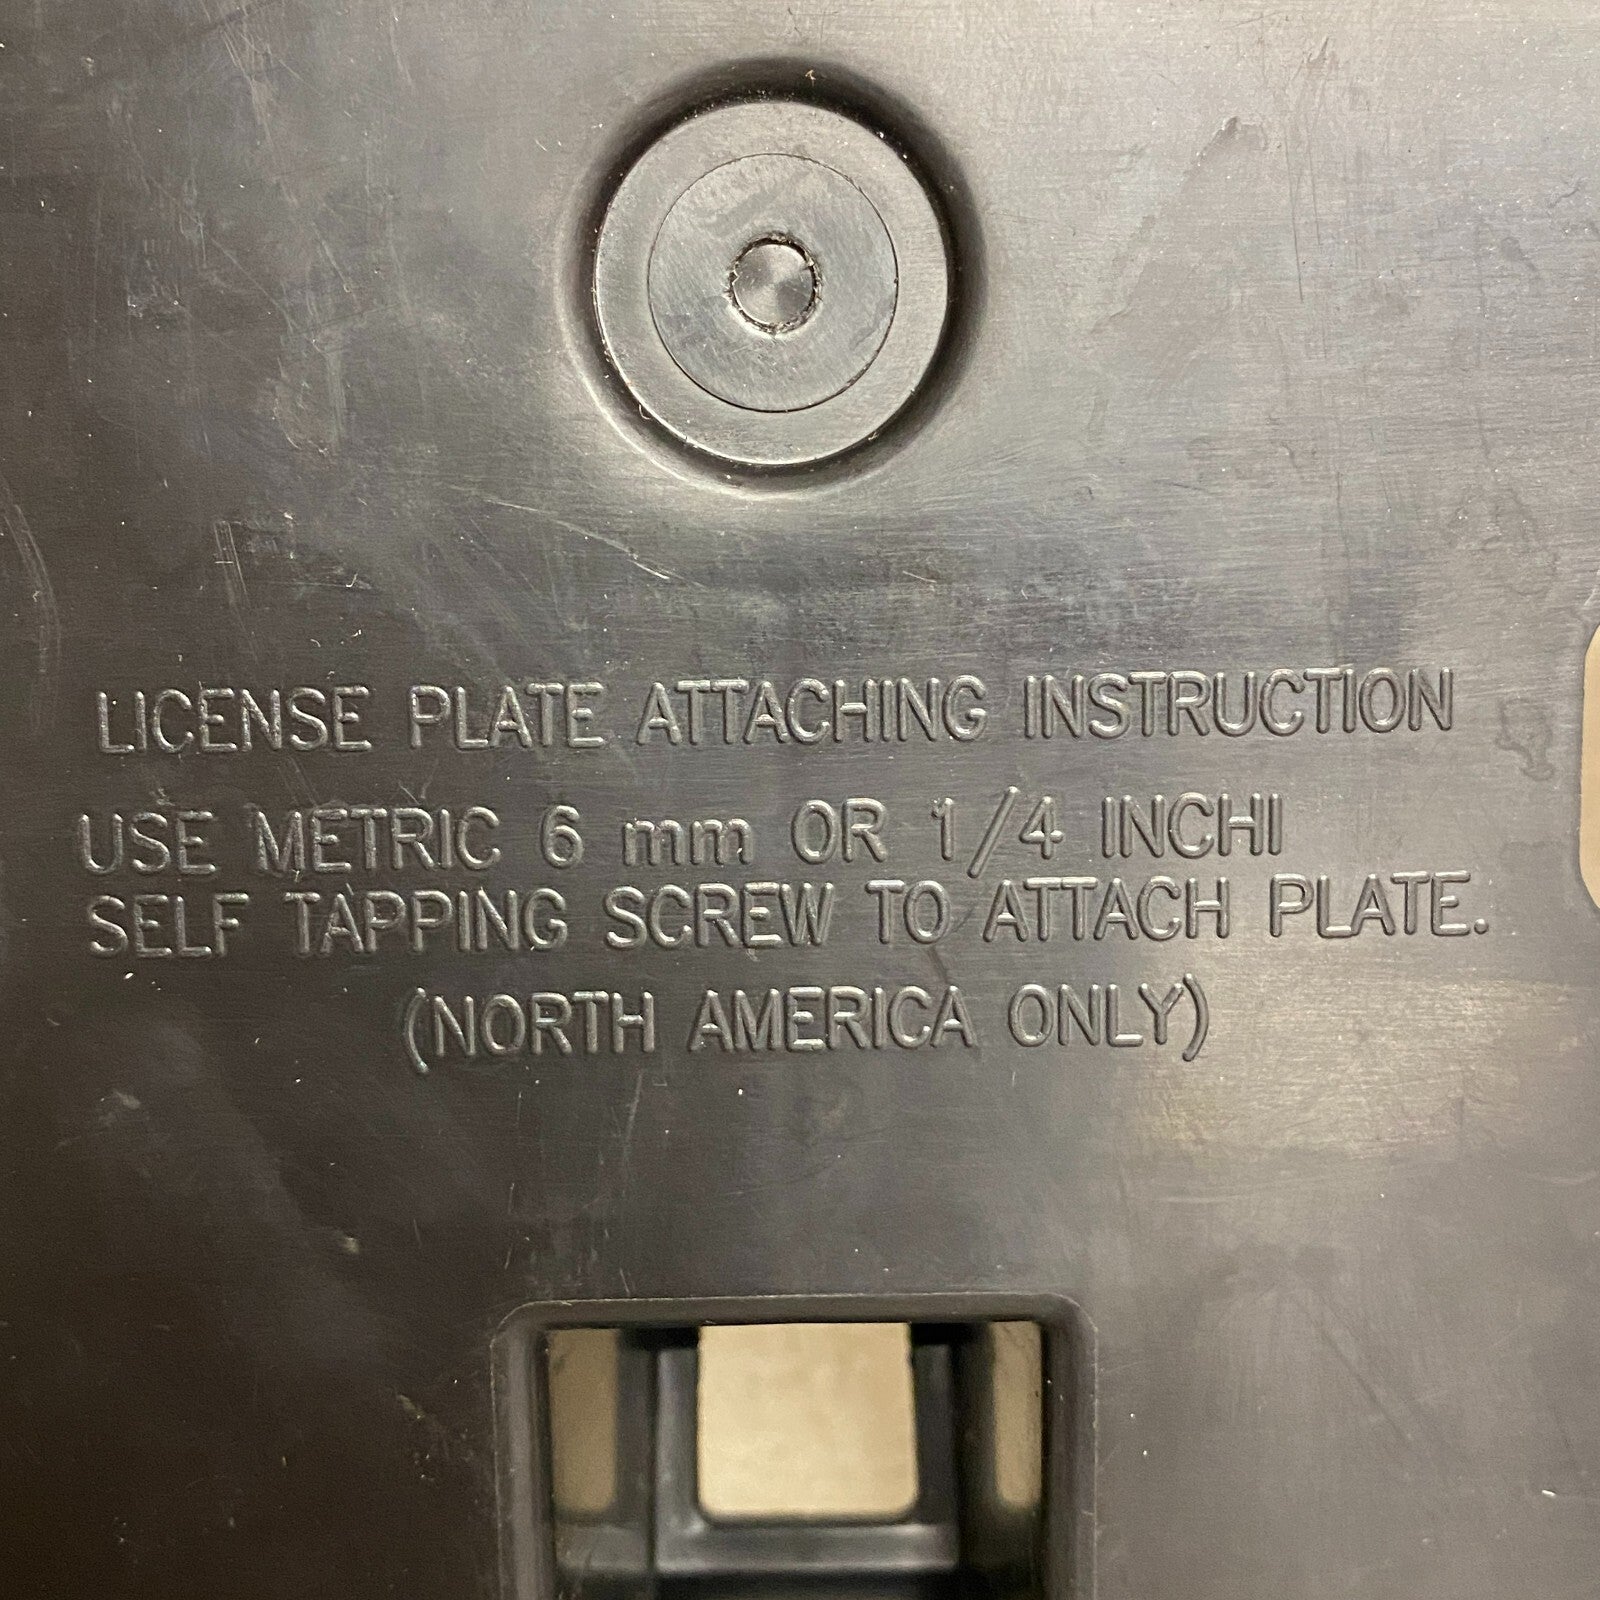 LICENSE PLATE ATTACHING INSTRUCTION
USE METRIC 6 mm OR 1/4 INCHI
SELF TAPPING SCREW TO ATTACH PLATE.
(NORTH AMERICA ONLY)